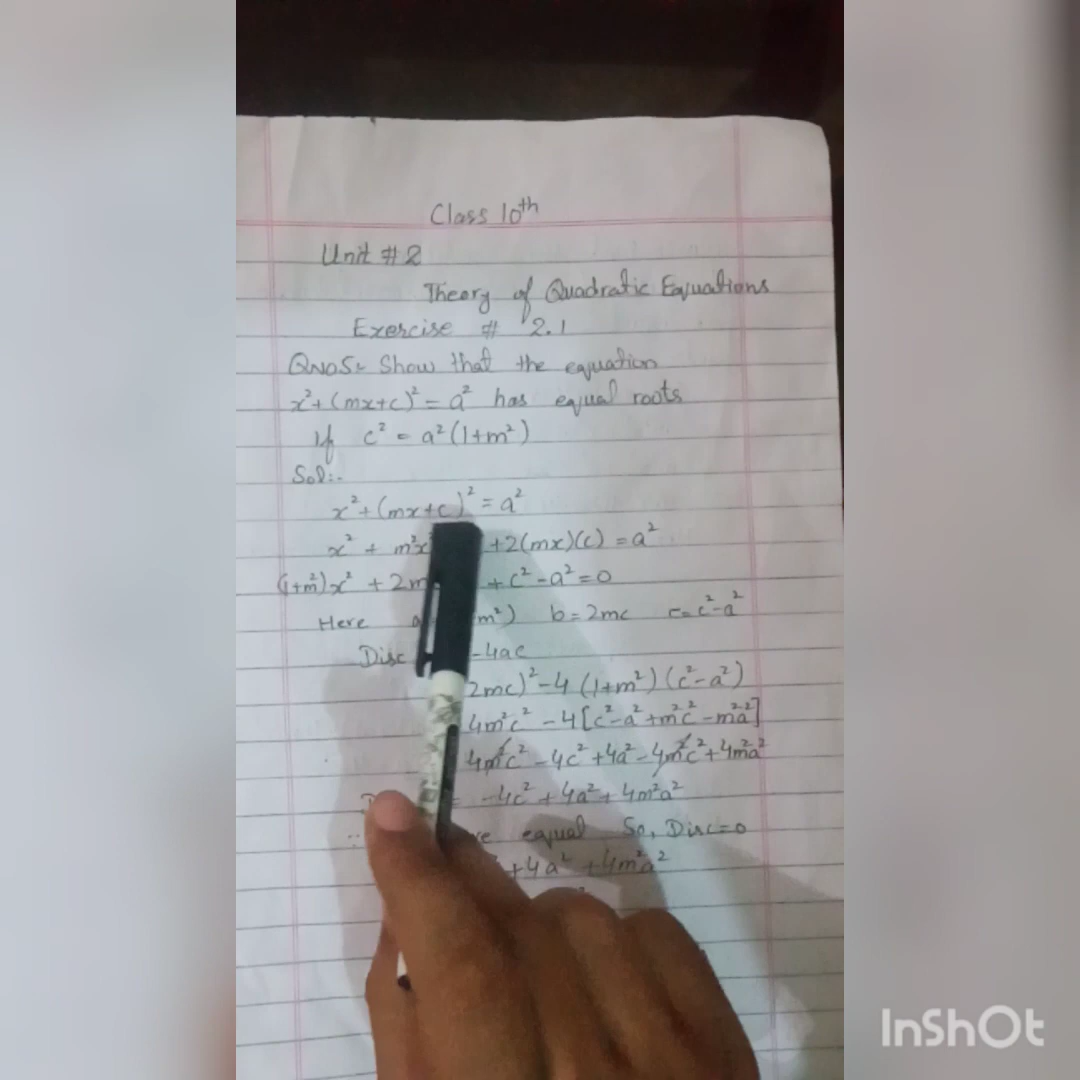 Class 10th
Unit # 2
Theory of Quadratic Equations
Exercise # 2.1
QNo5:- Show that the equation
x² + (mx+c)² = a² has equal roots
If c² = a²(1+m²)
Sol:-
x² + (mx+c)² = a²
x² + m²x² +2(mx)(c) = a²
(1+m²)x² + 2m + c² - a² = 0
Here a m²) b = 2mc c = c² - a²
Disc -4ac
2mc)² - 4 (1+m²) (c² - a²)
4m²c² - 4[c² - a² + m²c² - m²a²]
4m²c² - 4c² + 4a² - 4m²c² + 4m²a²
= -4c² + 4a² + 4m²a²
equal So, Disc = 0
+4a² + 4m²a²
InShOt